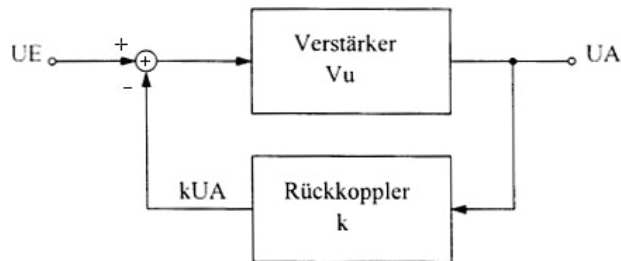 +
UE
+
−
Verstärker
Vu
UA
kUA
Rückkoppler
k